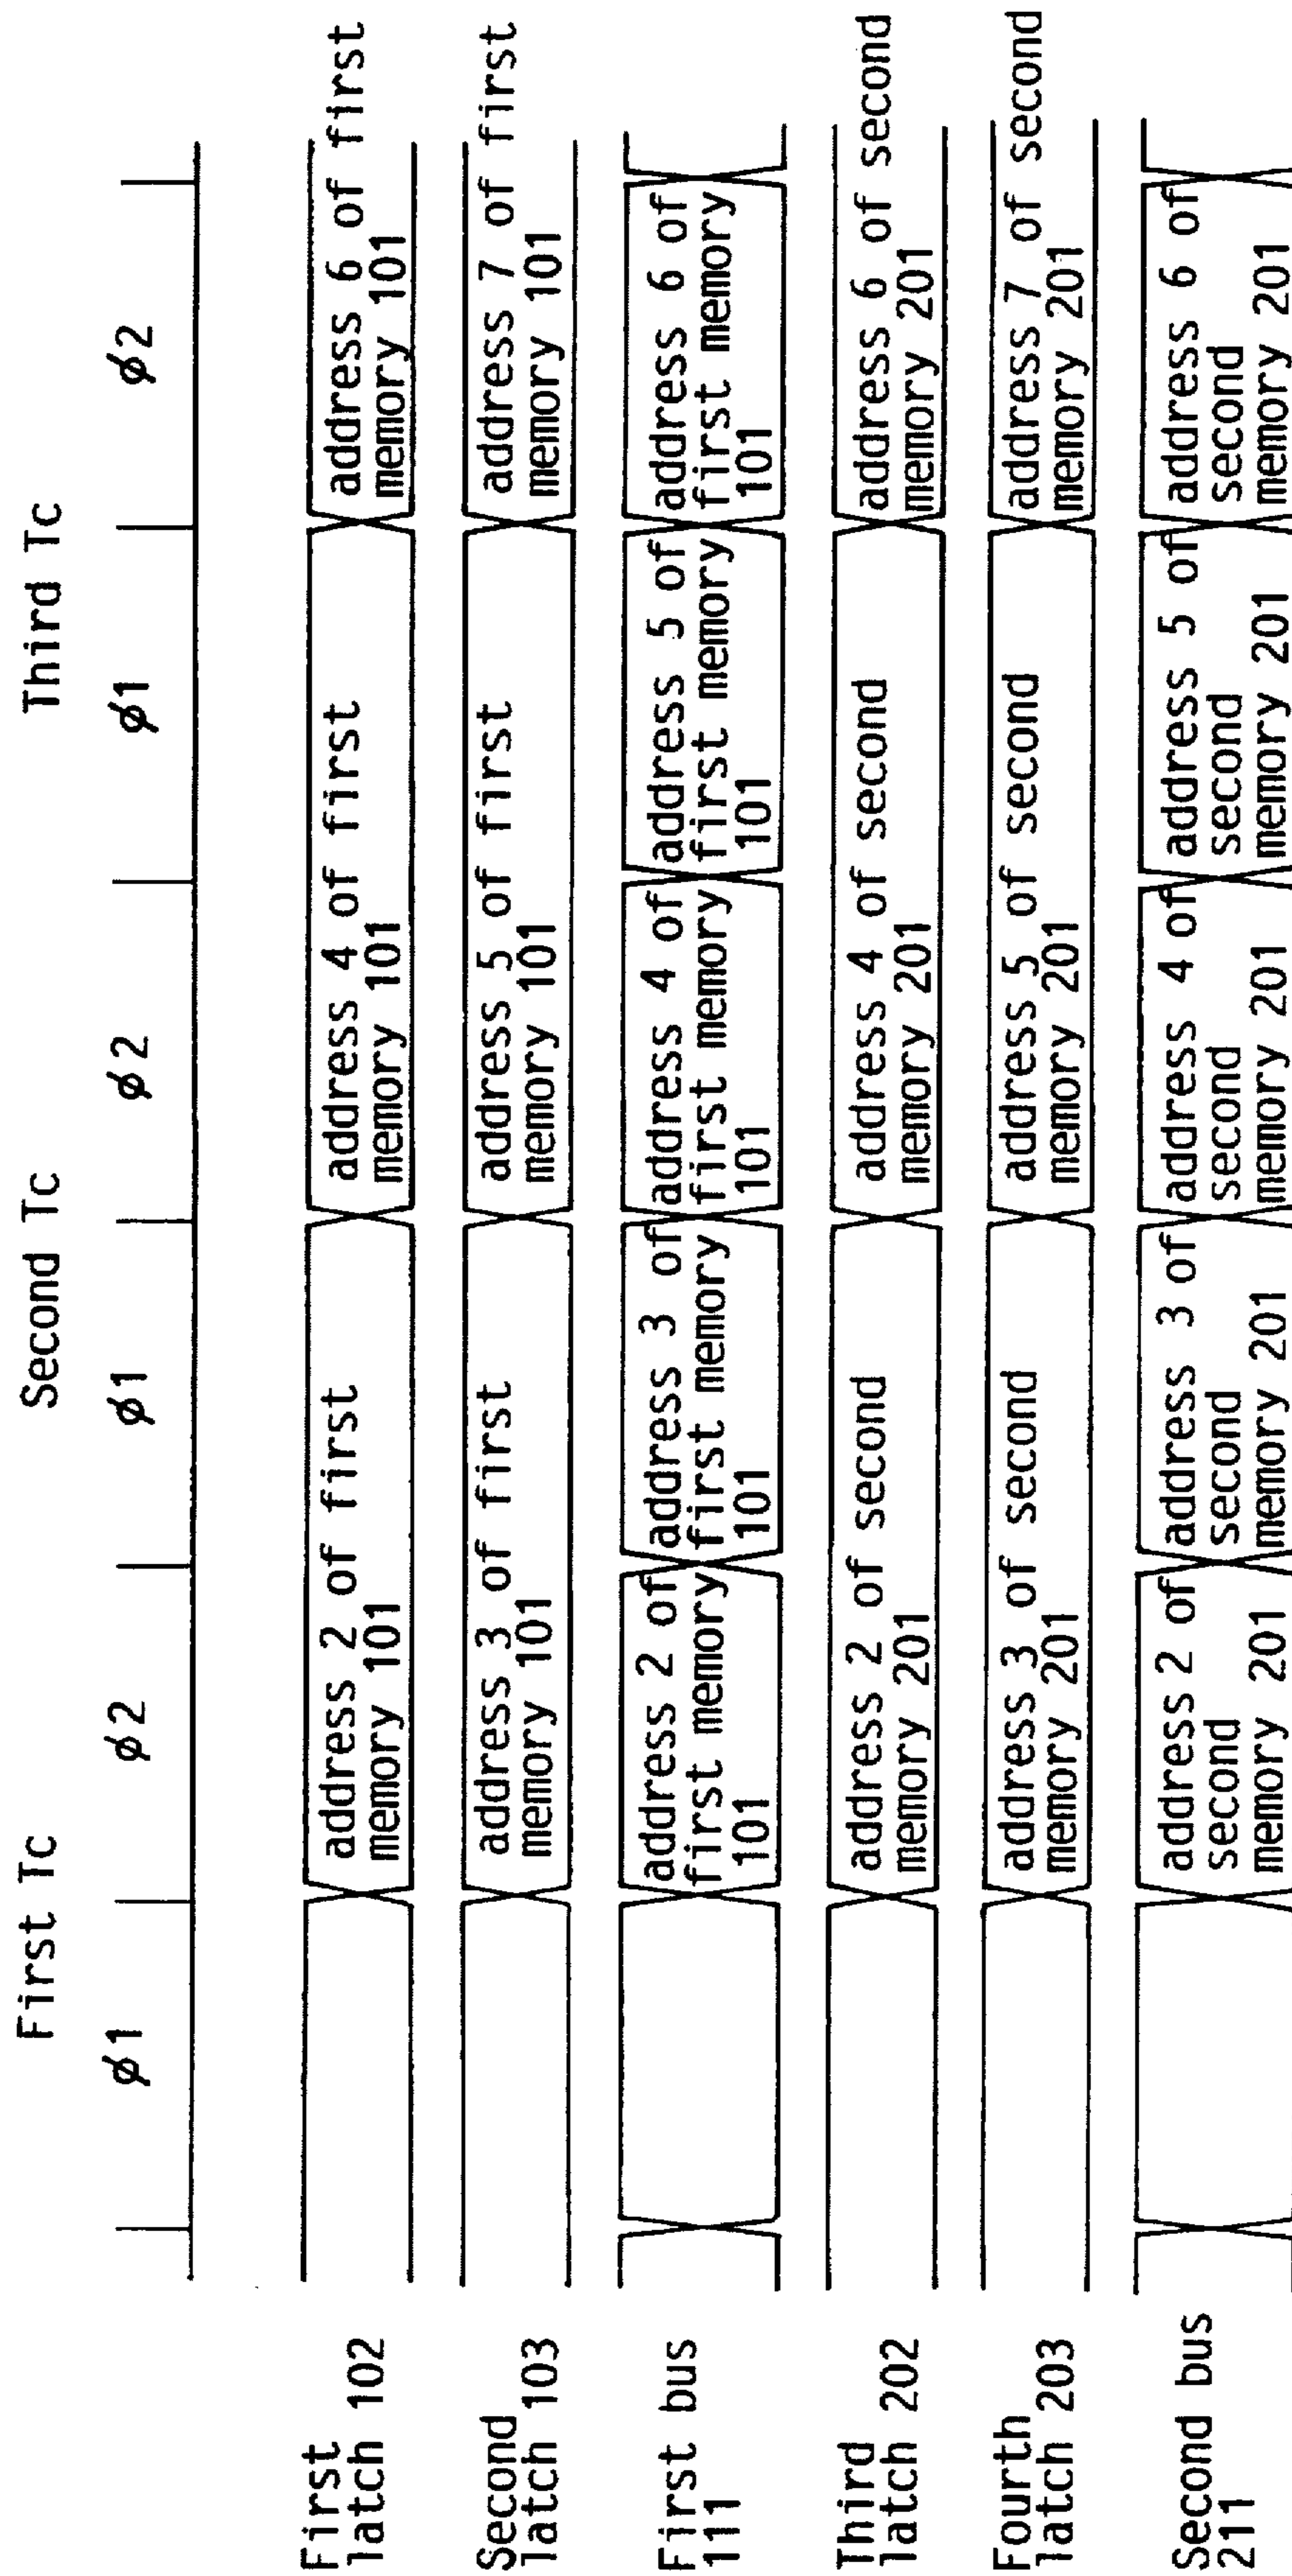 First Tc
Second Tc
Third Tc
ø1
ø2
ø1
ø2
ø1
ø2
First
latch 102
address 2 of first
memory 101
address 4 of first
memory 101
address 6 of first
memory 101
Second
latch 103
address 3 of first
memory 101
address 5 of first
memory 101
address 7 of first
memory 101
First bus
111
address 2 of
first memory
101
address 3 of
first memory
101
address 4 of
first memory
101
address 5 of
first memory
101
address 6 of
first memory
101
Third
latch 202
address 2 of second
memory 201
address 4 of second
memory 201
address 6 of second
memory 201
Fourth
latch 203
address 3 of second
memory 201
address 5 of second
memory 201
address 7 of second
memory 201
Second bus
211
address 2 of
second
memory 201
address 3 of
second
memory 201
address 4 of
second
memory 201
address 5 of
second
memory 201
address 6 of
second
memory 201